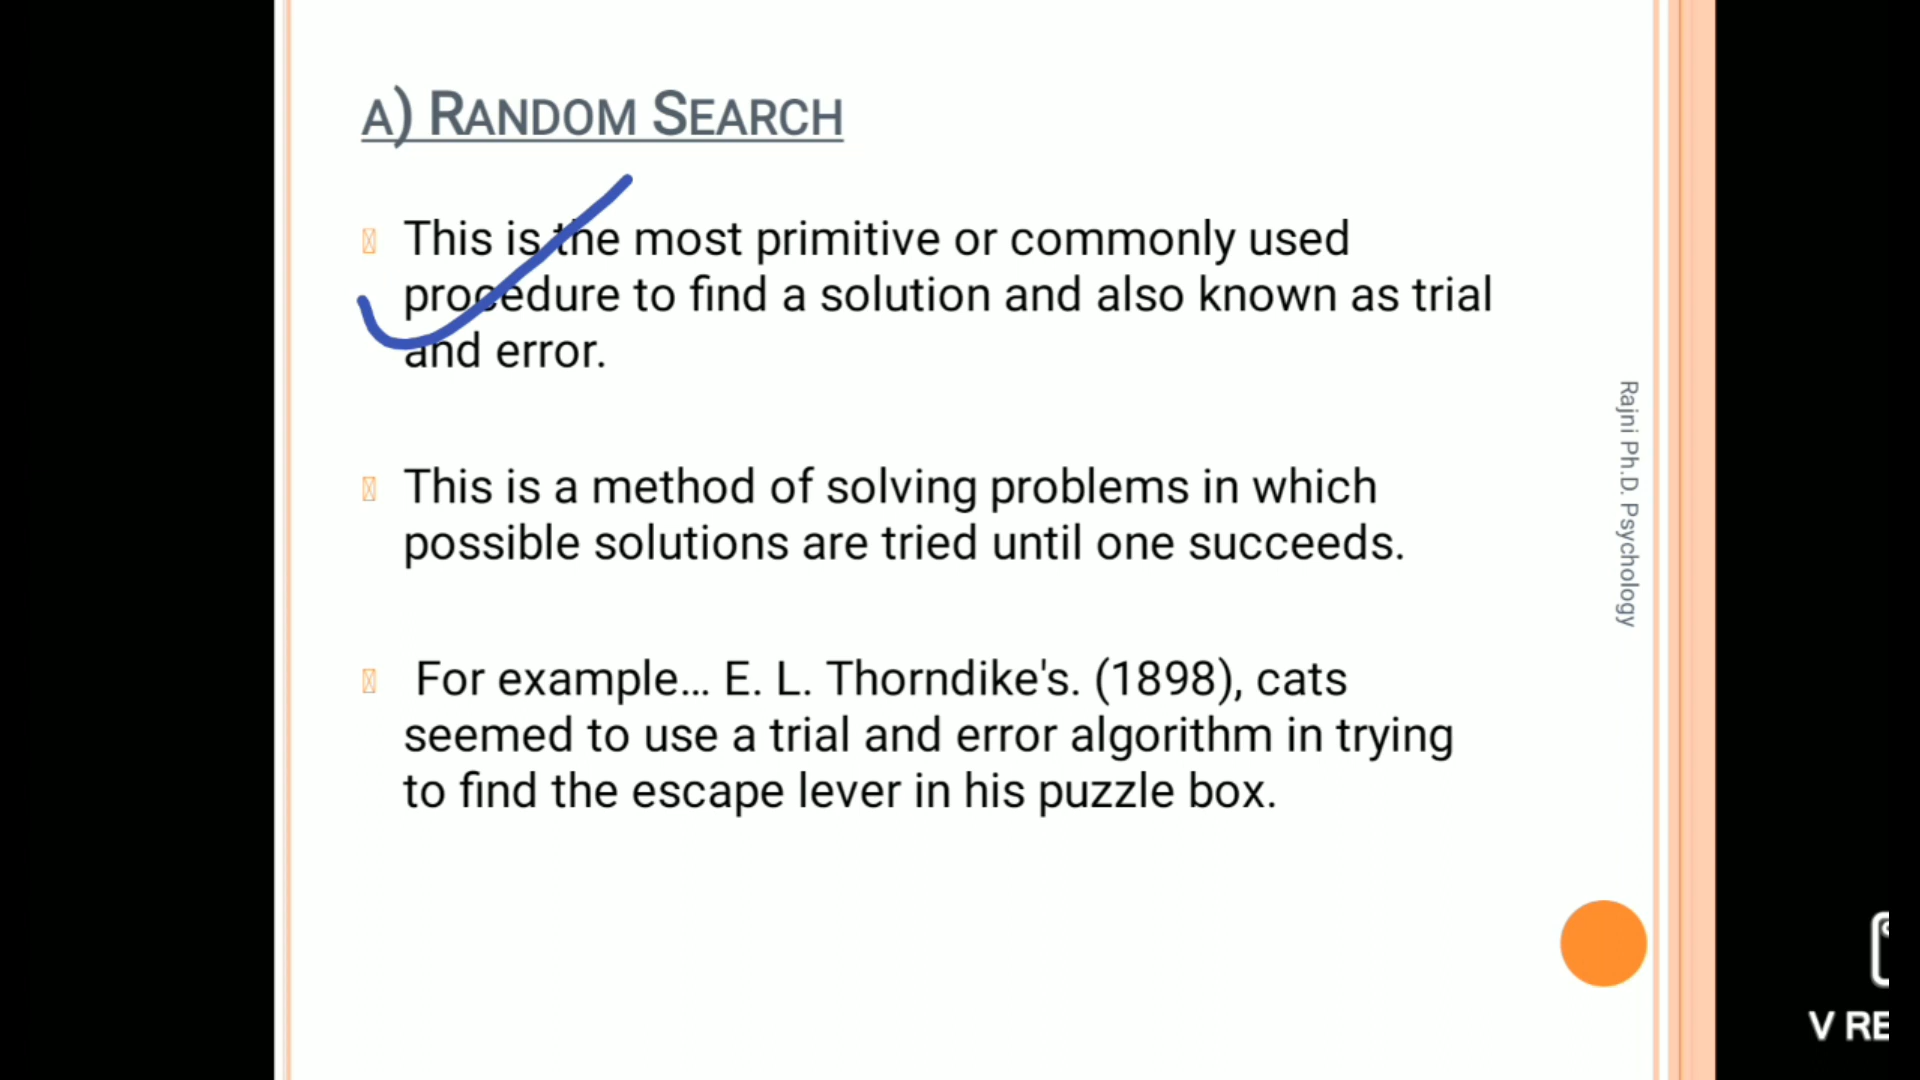 A) RANDOM SEARCH
This is the most primitive or commonly used
procedure to find a solution and also known as trial
and error.
This is a method of solving problems in which
possible solutions are tried until one succeeds.
For example... E. L. Thorndike's. (1898), cats
seemed to use a trial and error algorithm in trying
to find the escape lever in his puzzle box.
Rajni Ph.D. Psychology
V RE